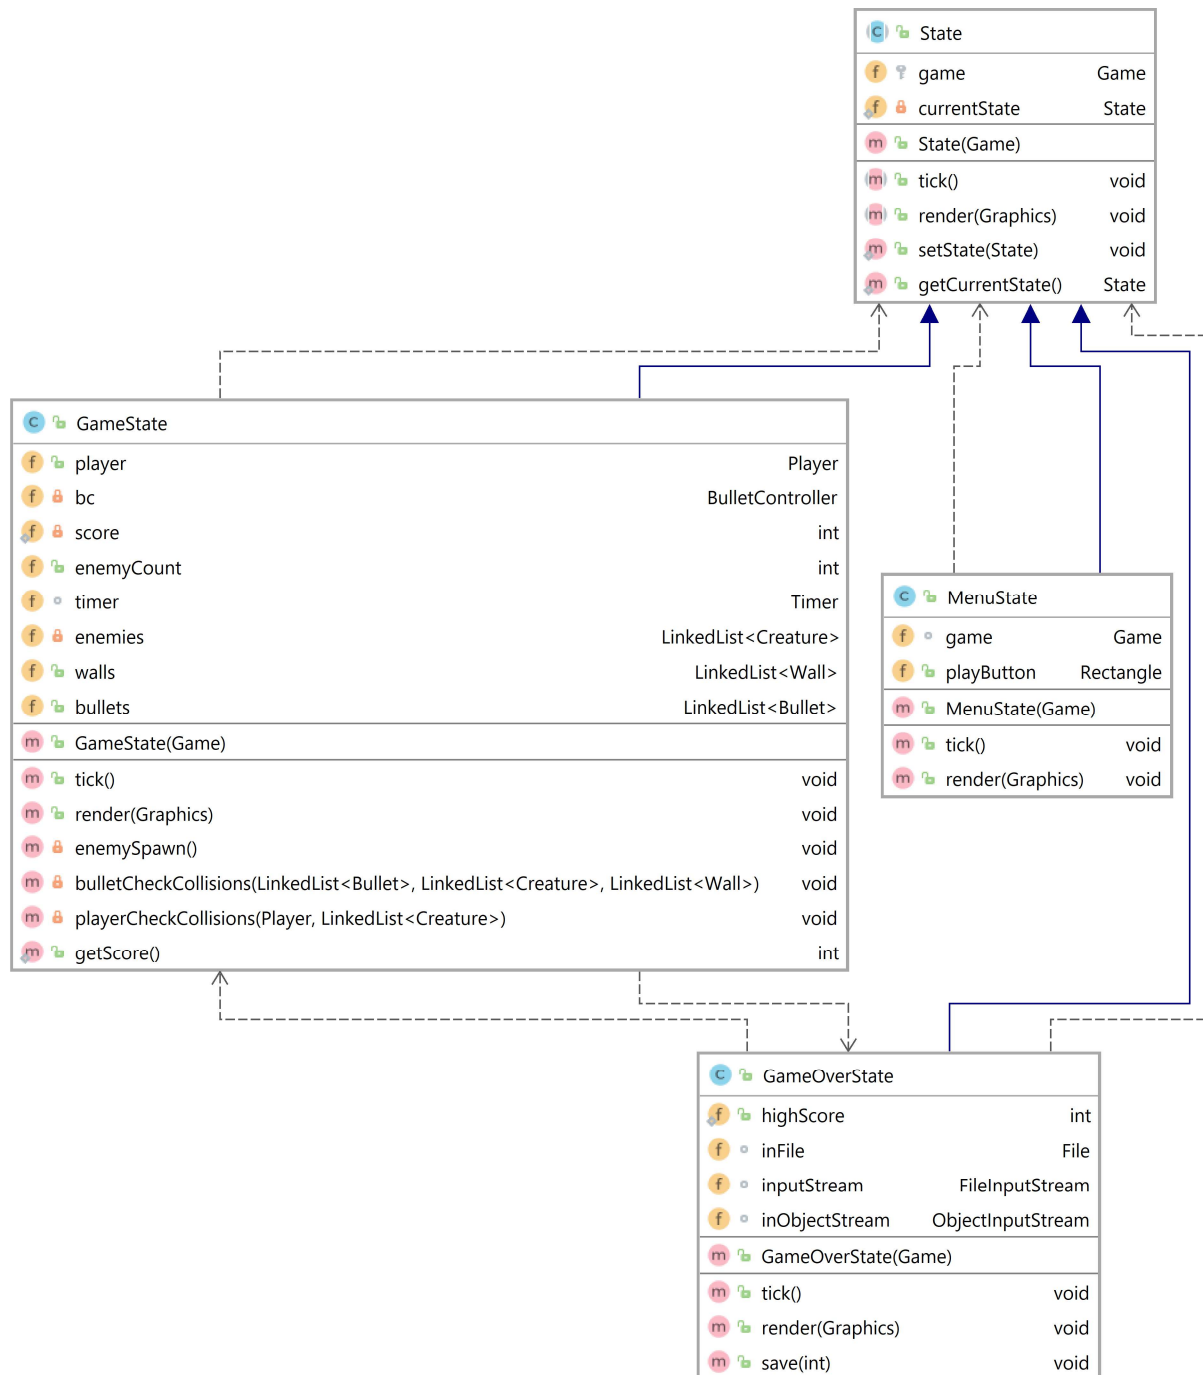 State
game Game
currentState State
State(Game)
tick() void
render(Graphics) void
setState(State) void
getCurrentState() State
GameState
player Player
bc BulletController
score int
enemyCount int
timer Timer
enemies LinkedList<Creature>
walls LinkedList<Wall>
bullets LinkedList<Bullet>
GameState(Game)
tick() void
render(Graphics) void
enemySpawn() void
bulletCheckCollisions(LinkedList<Bullet>, LinkedList<Creature>, LinkedList<Wall>) void
playerCheckCollisions(Player, LinkedList<Creature>) void
getScore() int
MenuState
game Game
playButton Rectangle
MenuState(Game)
tick() void
render(Graphics) void
GameOverState
highScore int
inFile File
inputStream FileInputStream
inObjectStream ObjectInputStream
GameOverState(Game)
tick() void
render(Graphics) void
save(int) void